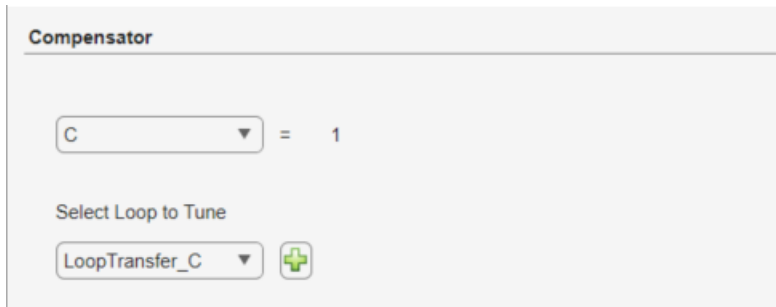 Compensator
C = 1
Select Loop to Tune
LoopTransfer_C